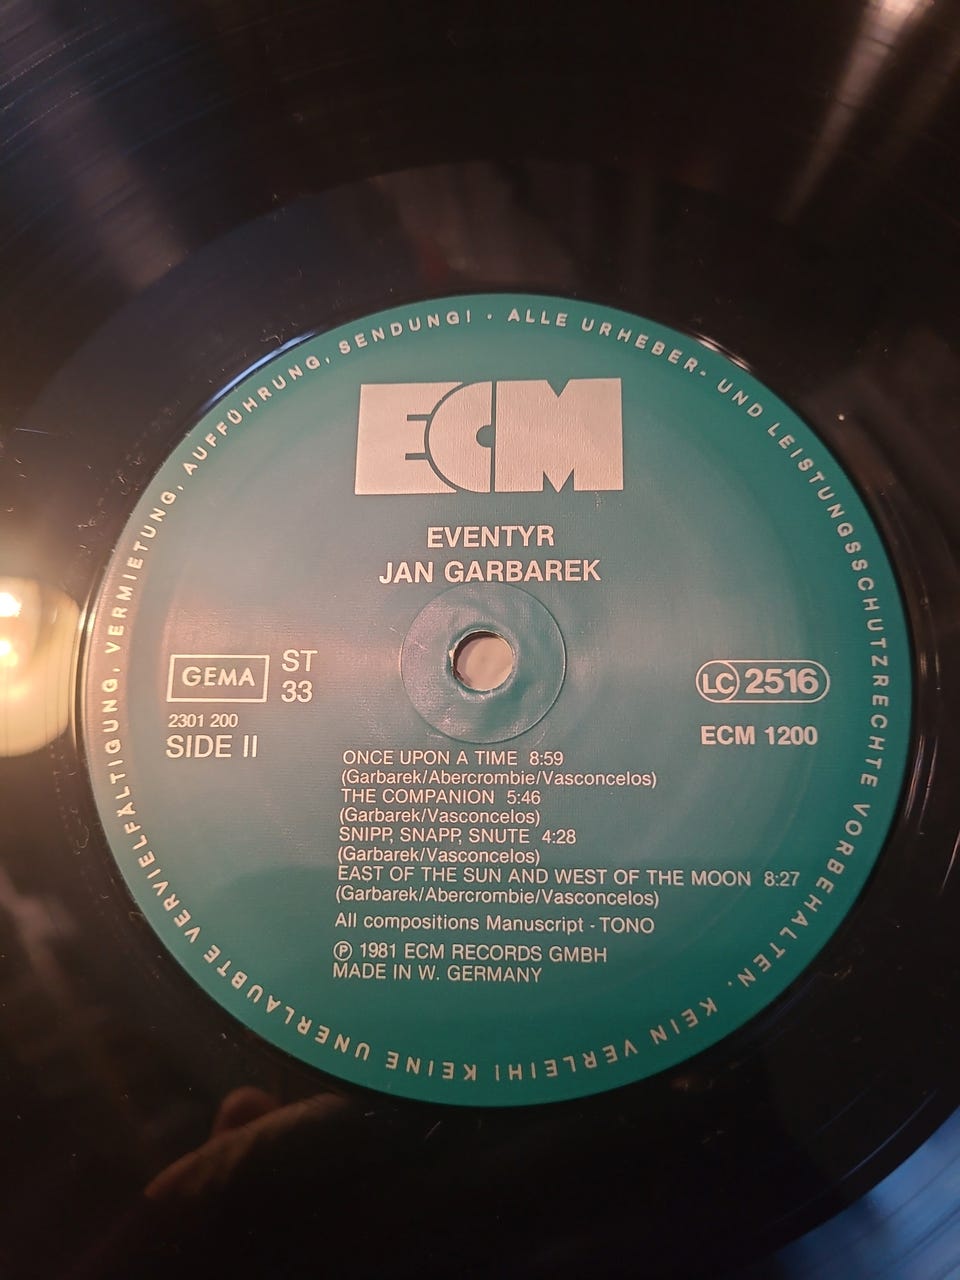 ALLE URHEBER- UND LEISTUNGSSCHUTZRECHTE VORBEHALTEN. KEIN VERLEIH! KEINE UNERLAUBTE VERVIELFÄLTIGUNG, VERMIETUNG, AUFFÜHRUNG, SENDUNG! ·
ECM
EVENTYR
JAN GARBAREK
GEMA
ST
33
2301 200
SIDE II
LC 2516
ECM 1200
ONCE UPON A TIME 8:59
(Garbarek/Abercrombie/Vasconcelos)
THE COMPANION 5:46
(Garbarek/Vasconcelos)
SNIPP, SNAPP, SNUTE 4:28
(Garbarek/Vasconcelos)
EAST OF THE SUN AND WEST OF THE MOON 8:27
(Garbarek/Abercrombie/Vasconcelos)
All compositions Manuscript - TONO
Ⓟ 1981 ECM RECORDS GMBH
MADE IN W. GERMANY